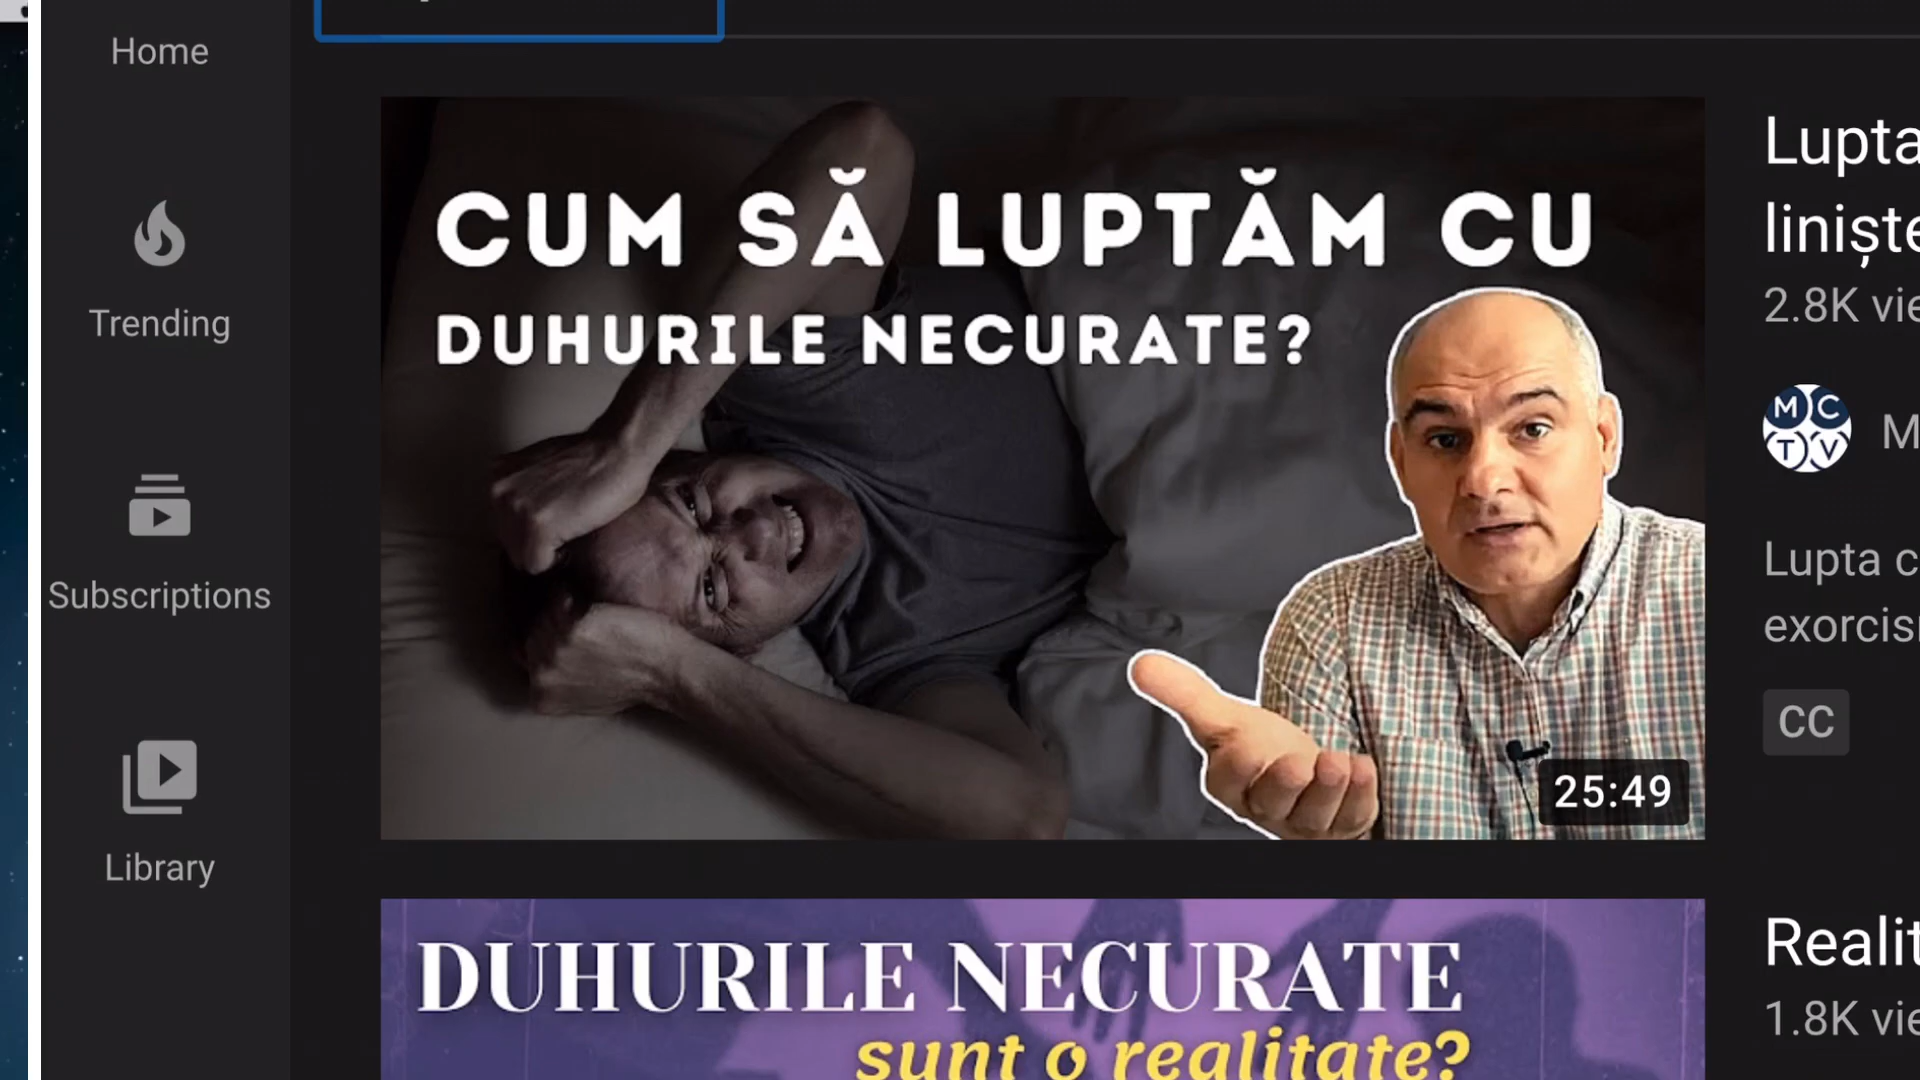 Home
Trending
Subscriptions
Library
CUM SĂ LUPTĂM CU
DUHURILE NECURATE?
25:49
Lupta
liniște
2.8K vie
MCTV
M
Lupta c
exorcis
CC
DUHURILE NECURATE
sunt o realitate?
Realit
1.8K vie